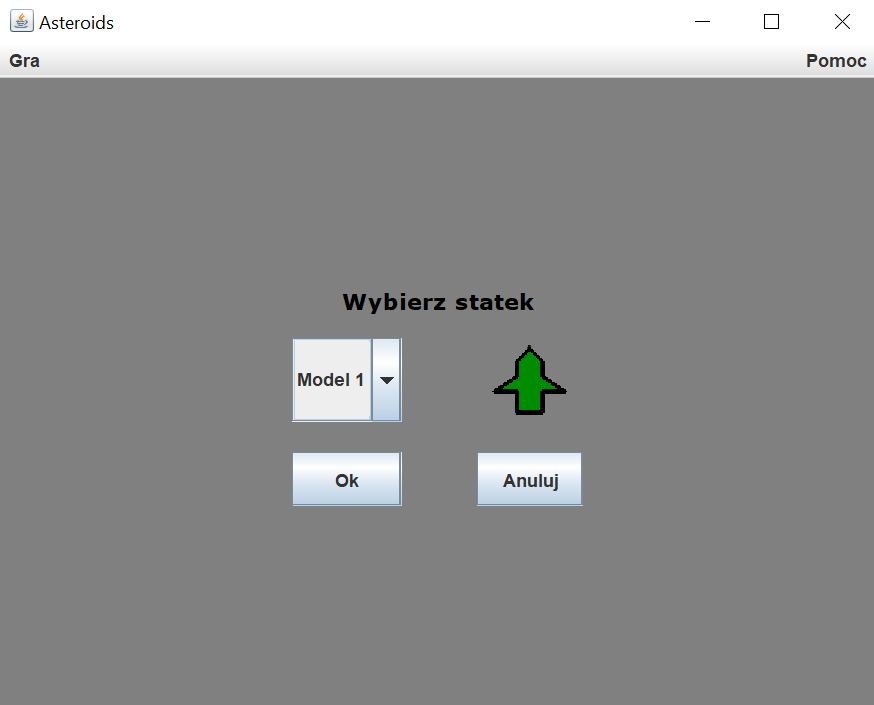 Asteroids
Gra Pomoc
Wybierz statek
Model 1
Ok Anuluj